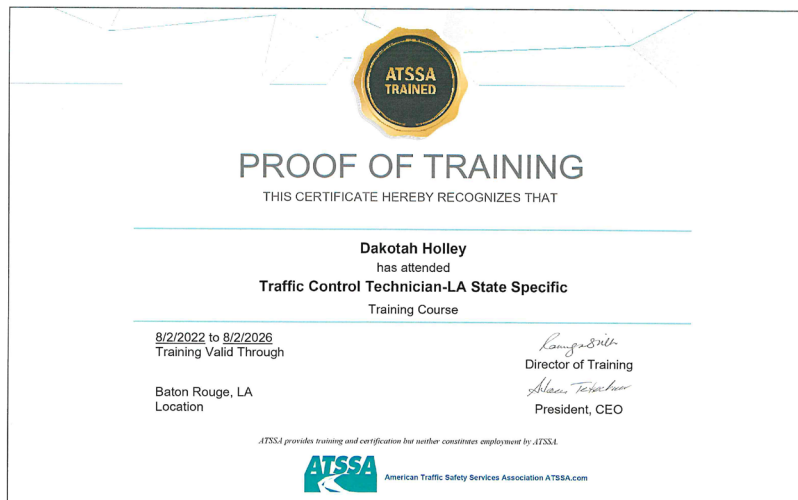 ATSSA
TRAINED
PROOF OF TRAINING
THIS CERTIFICATE HEREBY RECOGNIZES THAT
Dakotah Holley
has attended
Traffic Control Technician-LA State Specific
Training Course
8/2/2022 to 8/2/2026
Training Valid Through
Director of Training
Baton Rouge, LA
Location
President, CEO
ATSSA provides training and certification but neither constitutes employment by ATSSA.
ATSSA
American Traffic Safety Services Association ATSSA.com